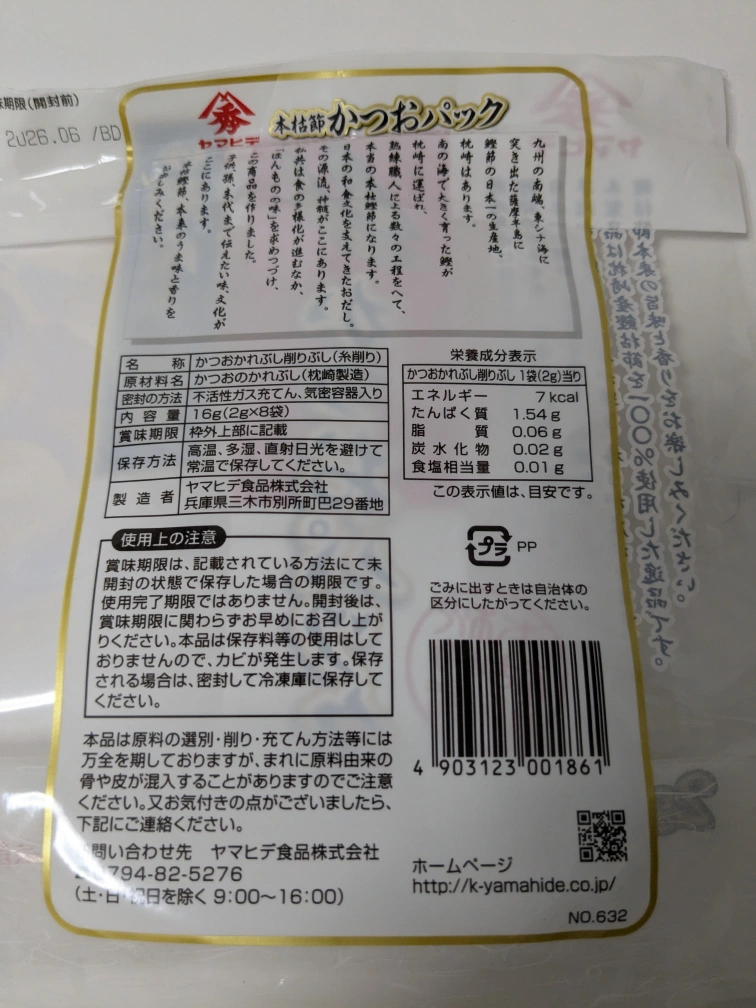 期限(開封前)
2026.06 /BD
秀
ヤマヒデ
本枯節かつおパック
九州の南端、東シナ海に
突き出た薩摩半島に
鰹節の日本一の生産地、
枕崎はあります。
南の海で大きく育った鰹が
枕崎に運ばれ、
熟練職人による数々の工程をへて、
本当の本枯鰹節になります。
日本の和食文化を支えてきたおだし。
その源流、神髄がここにあります。
私共は食の多様化が進むなか、
「ほんものの味」を求めつづけ、
この商品を作りました。
子供、孫、末代まで伝えたい味、文化が
ここにあります。
本枯鰹節、本来のうま味と香りを
お楽しみください。
名称 かつおかれぶし削りぶし(糸削り)
原材料名 かつおのかれぶし(枕崎製造)
密封の方法 不活性ガス充てん、気密容器入り
内容量 16g(2g×8袋)
賞味期限 枠外上部に記載
保存方法 高温、多湿、直射日光を避けて
常温で保存してください。
製造者 ヤマヒデ食品株式会社
兵庫県三木市別所町巴29番地
栄養成分表示
かつおかれぶし削りぶし 1袋(2g)当り
エネルギー 7kcal
たんぱく質 1.54g
脂質 0.06g
炭水化物 0.02g
食塩相当量 0.01g
この表示値は、目安です。
プラ PP
ごみに出すときは自治体の
区分にしたがってください。
使用上の注意
賞味期限は、記載されている方法にて未
開封の状態で保存した場合の期限です。
使用完了期限ではありません。開封後は、
賞味期限に関わらずお早めにお召し上が
りください。本品は保存料等の使用はして
おりませんので、カビが発生します。保存
される場合は、密封して冷凍庫に保存して
ください。
本品は原料の選別・削り・充てん方法等には
万全を期しておりますが、まれに原料由来の
骨や皮が混入することがありますのでご注意
ください。又お気付きの点がございましたら、
下記にご連絡ください。
問い合わせ先 ヤマヒデ食品株式会社
0794-82-5276
(土・日・祝日を除く 9:00～16:00)
4 903123 001861
ホームページ
http://k-yamahide.co.jp/
NO.632